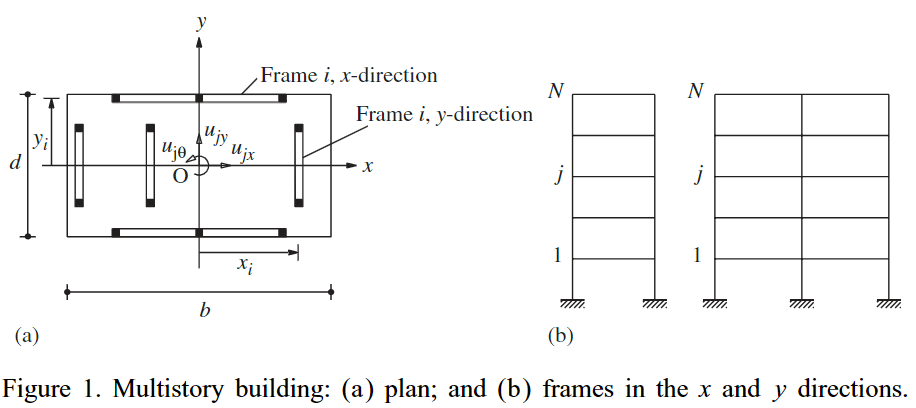 y
Frame i, x-direction
Frame i, y-direction
N
N
y_i
d
u_jθ
u_jy
u_jx
x
O
j
j
x_i
1
1
b
(a)
(b)
Figure 1. Multistory building: (a) plan; and (b) frames in the x and y directions.